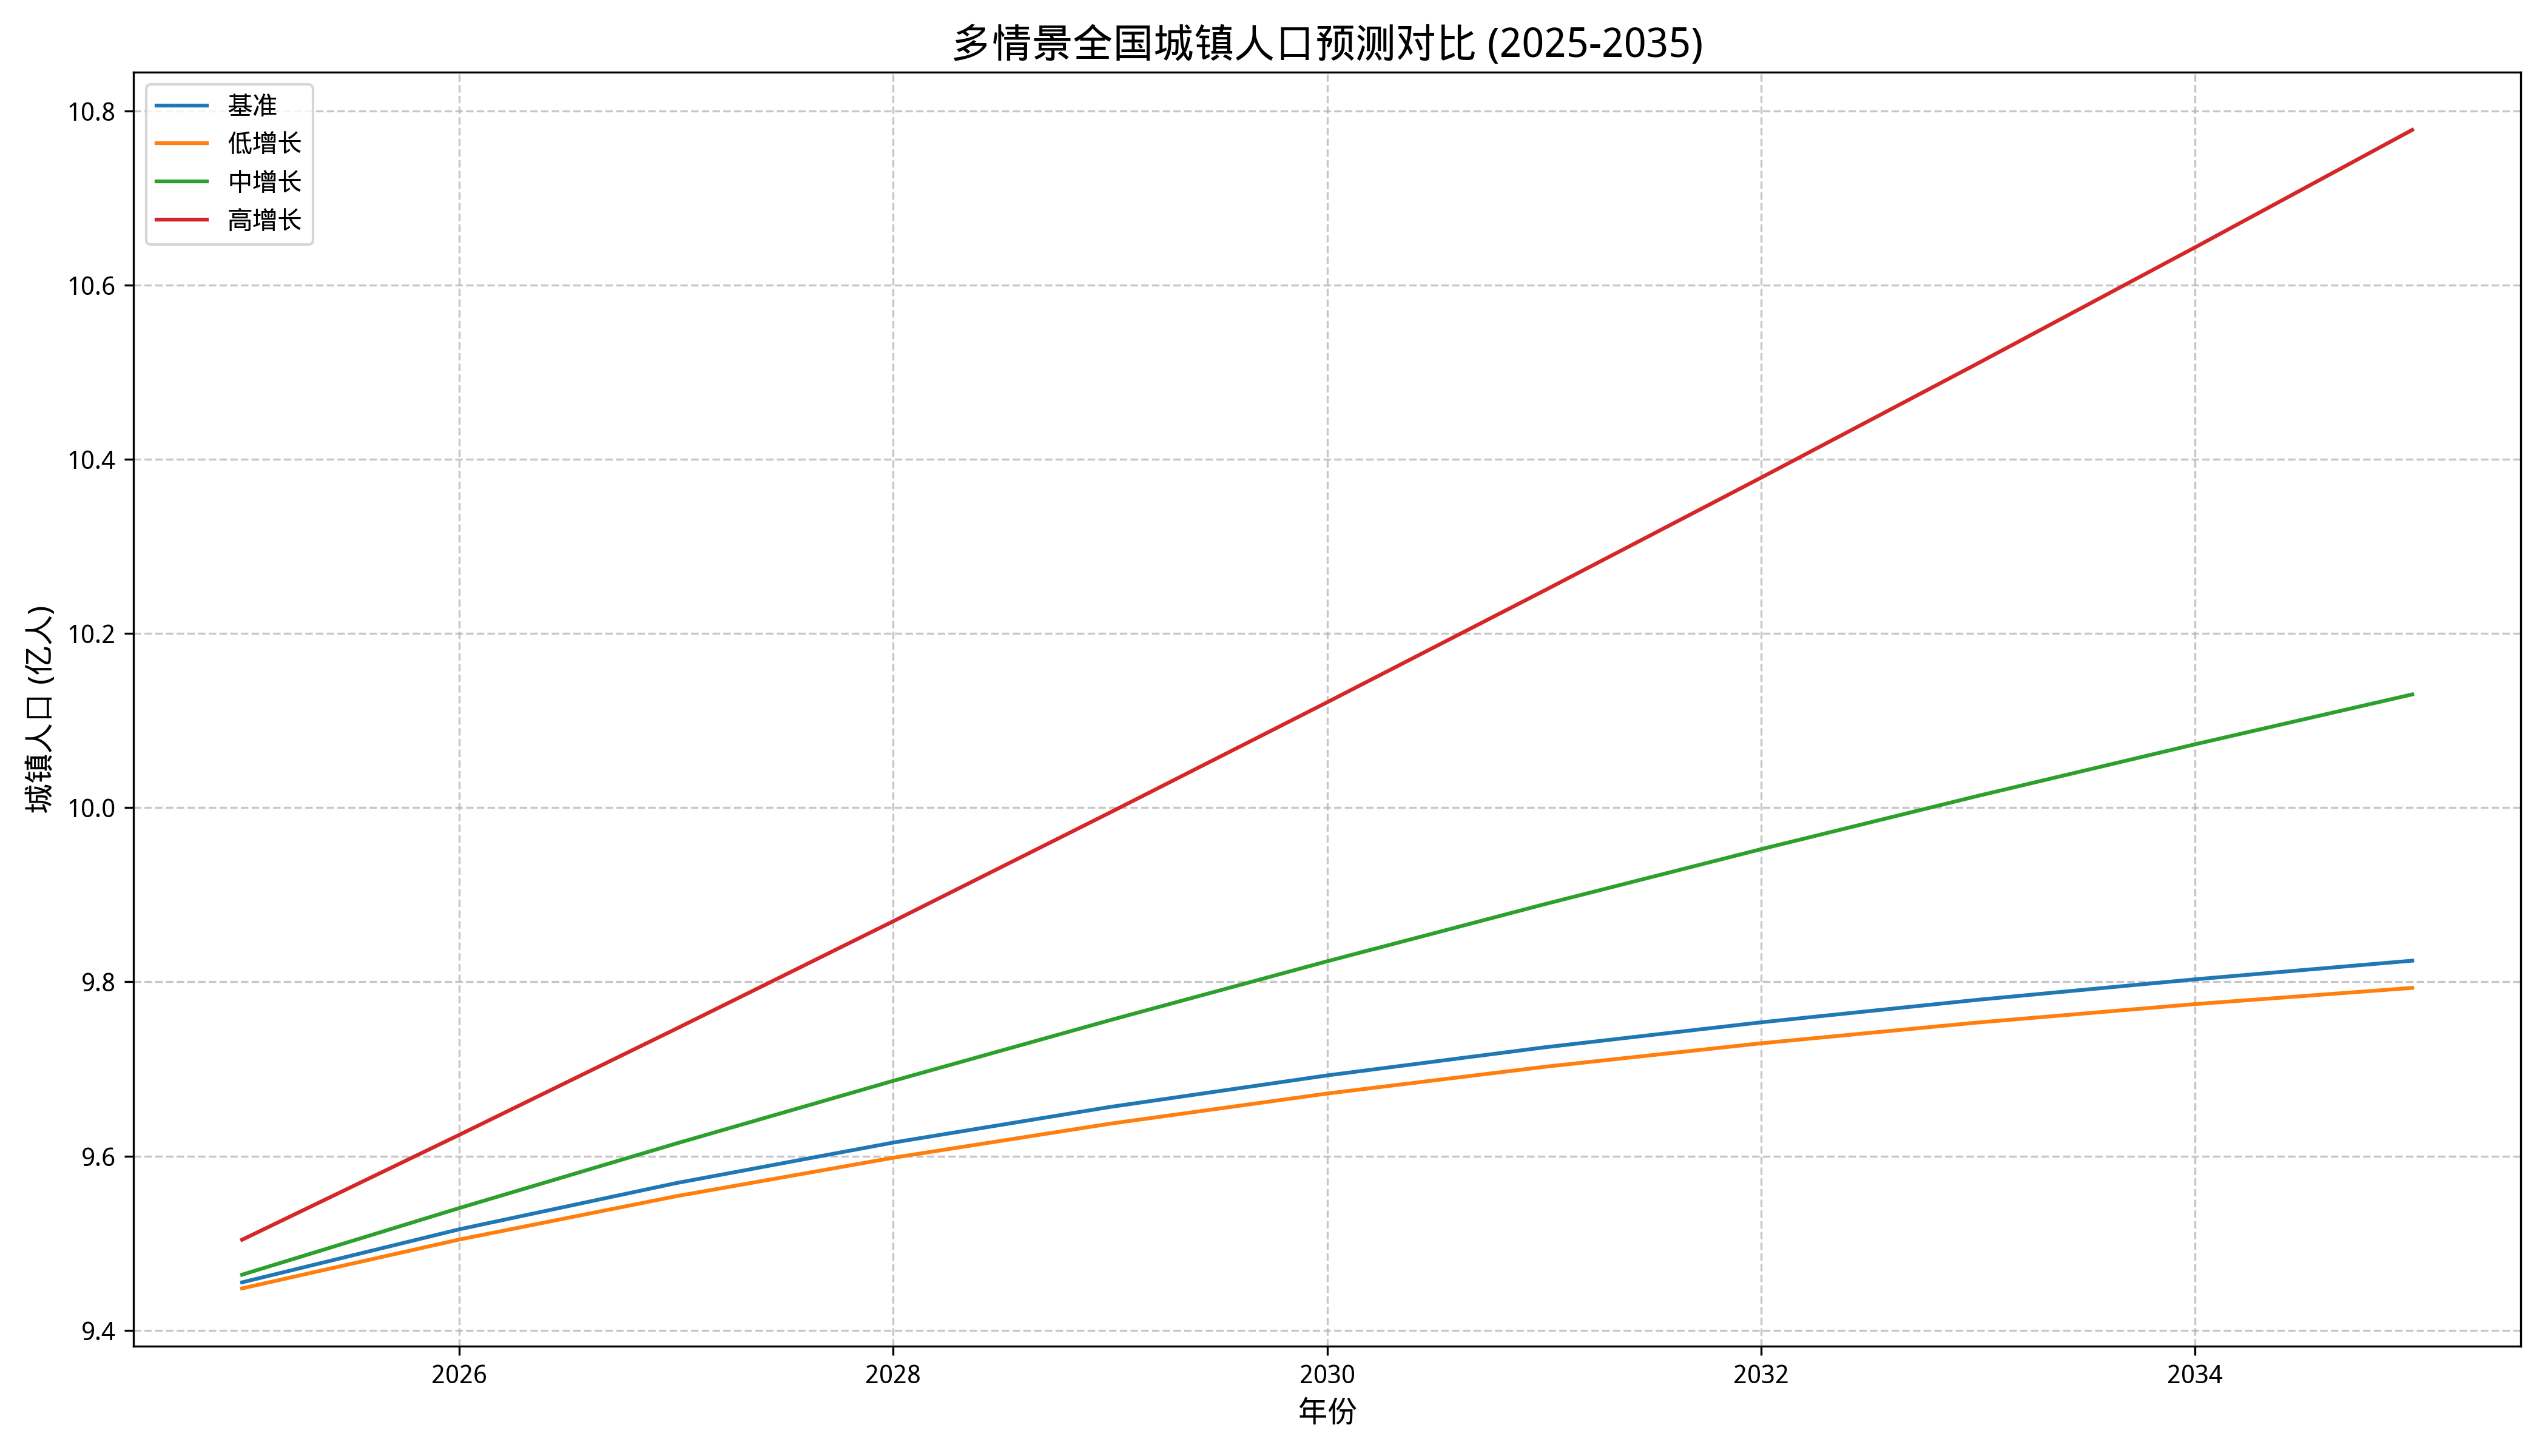 多情景全国城镇人口预测对比 (2025-2035)
基准
低增长
中增长
高增长
10.8
10.6
10.4
10.2
10.0
9.8
9.6
9.4
城镇人口 (亿人)
2026
2028
2030
2032
2034
年份